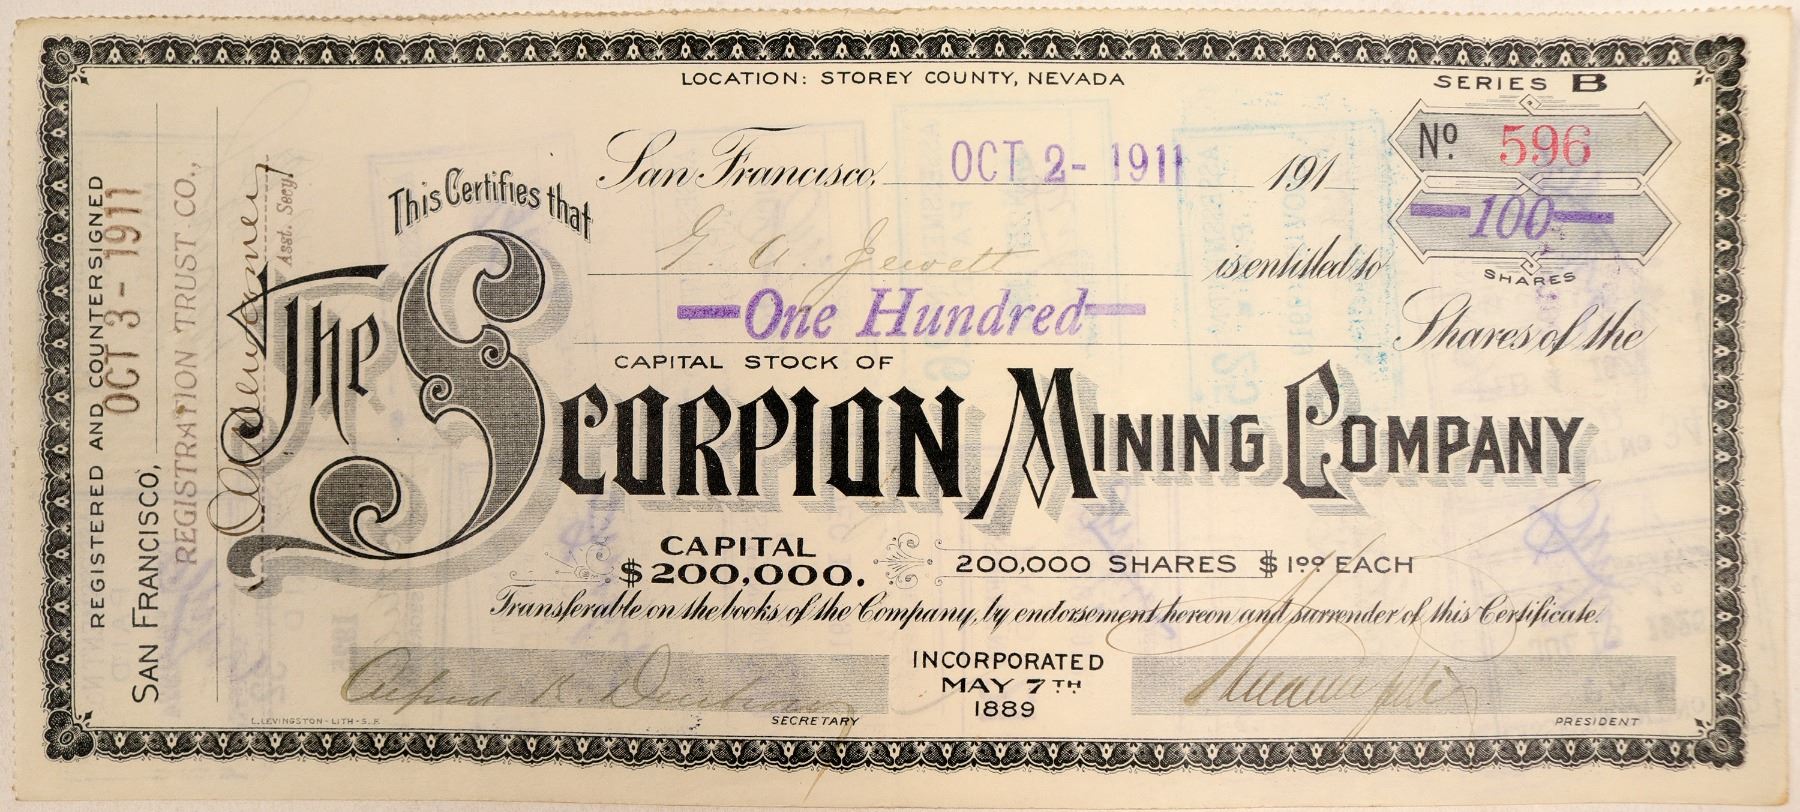 LOCATION: STOREY COUNTY, NEVADA
SERIES B
No. 596
San Francisco, OCT 2- 1911 191
100
SHARES
This Certifies that
G. A. Jewett is entitled to
One Hundred Shares of the
CAPITAL STOCK OF
The SCORPION MINING COMPANY
CAPITAL
$200,000.
200,000 SHARES $1.00 EACH
Transferable on the books of the Company, by endorsement hereon and surrender of this Certificate.
Alfred K. Durbrow
SECRETARY
INCORPORATED
MAY 7TH
1889
PRESIDENT
L. LEVINGSTON-LITH-S.F.
REGISTERED AND COUNTERSIGNED
OCT 3- 1911
SAN FRANCISCO,
REGISTRATION TRUST CO.,
Asst. Secy